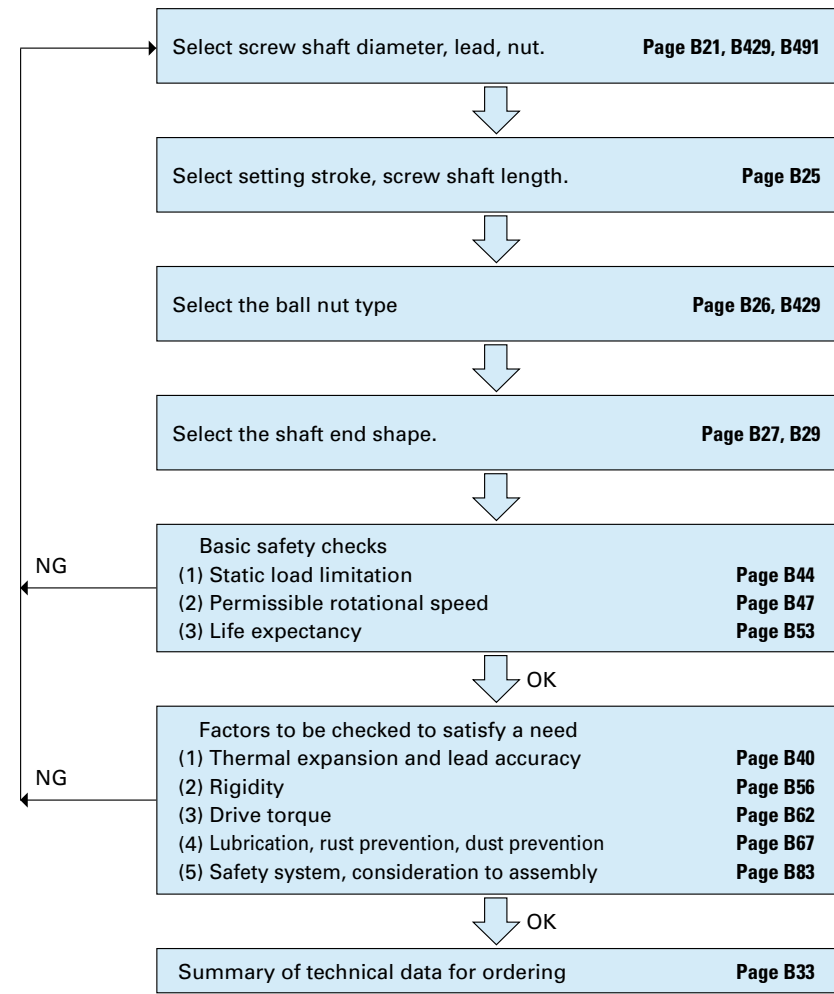 Select screw shaft diameter, lead, nut. Page B21, B429, B491
Select setting stroke, screw shaft length. Page B25
Select the ball nut type Page B26, B429
Select the shaft end shape. Page B27, B29
Basic safety checks
NG
(1) Static load limitation Page B44
(2) Permissible rotational speed Page B47
(3) Life expectancy Page B53
OK
Factors to be checked to satisfy a need
(1) Thermal expansion and lead accuracy Page B40
NG
(2) Rigidity Page B56
(3) Drive torque Page B62
(4) Lubrication, rust prevention, dust prevention Page B67
(5) Safety system, consideration to assembly Page B83
OK
Summary of technical data for ordering Page B33